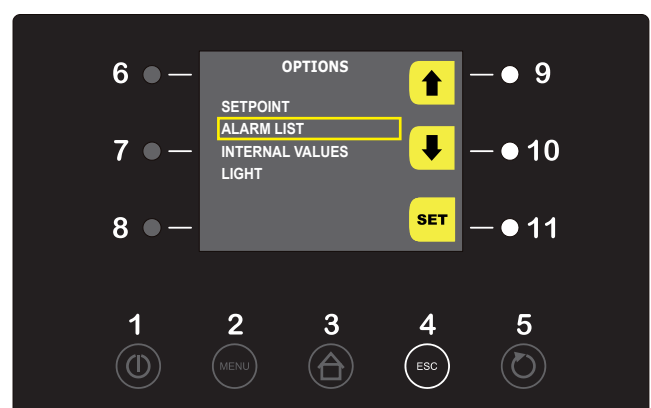 OPTIONS
6 9
SETPOINT
ALARM LIST
7 INTERNAL VALUES 10
LIGHT
8 SET 11
1 2 3 4 5
MENU ESC